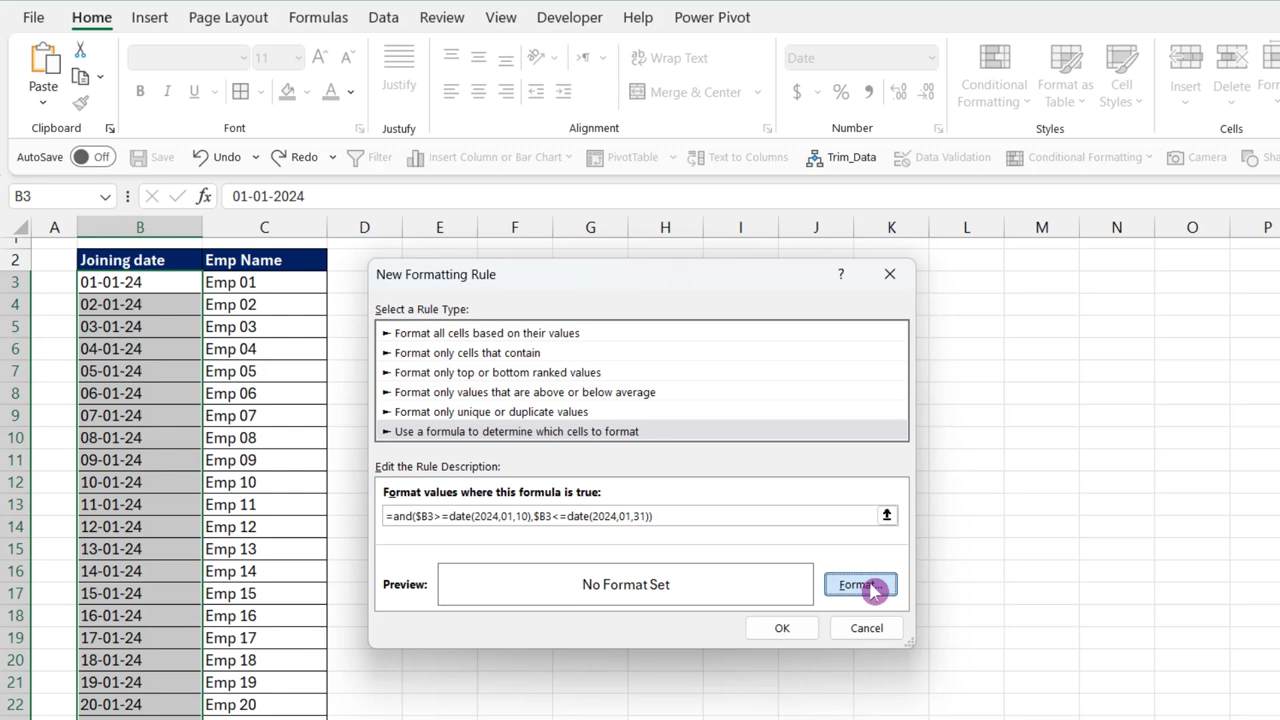 File Home Insert Page Layout Formulas Data Review View Developer Help Power Pivot
Paste
11
B I U A
Clipboard
Font
Justify
Justufy
Wrap Text
Merge & Center
Alignment
Date
$ % 9
Number
Conditional Formatting
Format as Table
Cell Styles
Styles
Insert Delete
Cells
AutoSave Off Save Undo Redo Filter Insert Column or Bar Chart PivotTable Text to Columns Trim_Data Data Validation Conditional Formatting Camera
B3 fx 01-01-2024
A B C D E F G H I J K L M N O P
1
2 Joining date Emp Name
3 01-01-24 Emp 01
4 02-01-24 Emp 02
5 03-01-24 Emp 03
6 04-01-24 Emp 04
7 05-01-24 Emp 05
8 06-01-24 Emp 06
9 07-01-24 Emp 07
10 08-01-24 Emp 08
11 09-01-24 Emp 09
12 10-01-24 Emp 10
13 11-01-24 Emp 11
14 12-01-24 Emp 12
15 13-01-24 Emp 13
16 14-01-24 Emp 14
17 15-01-24 Emp 15
18 16-01-24 Emp 16
19 17-01-24 Emp 17
20 18-01-24 Emp 18
21 19-01-24 Emp 19
22 20-01-24 Emp 20
New Formatting Rule ?
Select a Rule Type:
► Format all cells based on their values
► Format only cells that contain
► Format only top or bottom ranked values
► Format only values that are above or below average
► Format only unique or duplicate values
► Use a formula to determine which cells to format
Edit the Rule Description:
Format values where this formula is true:
=and($B3>=date(2024,01,10),$B3<=date(2024,01,31))
Preview: No Format Set Format...
OK Cancel